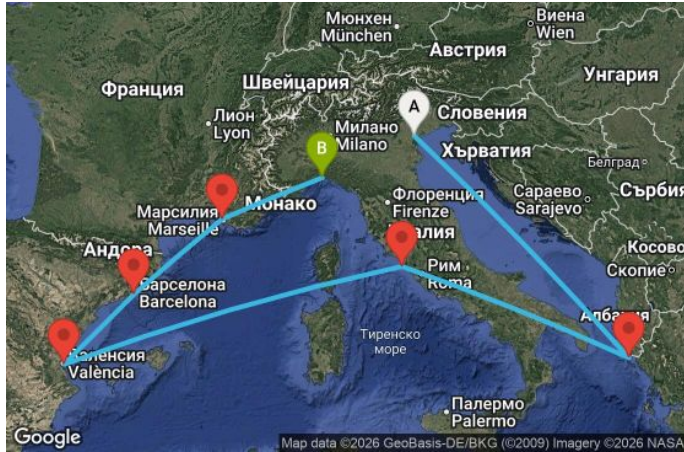 Мюнхен
München
Виена
Wien
Австрия
Унгария
Франция
Швейцария
Лион
Lyon
A
Словения
Милано
Milano
B
Хърватия
Белград
Монако
Флоренция
Firenze
Сараево
Sarajevo
Сърбия
Марсилия
Marseille
Андора
Италия
Косово
Скопие
Рим
Roma
Барселона
Barcelona
Албания
Тиренско
море
Валенсия
València
Палермо
Palermo
Google
Map data ©2026 GeoBasis-DE/BKG (©2009) Imagery ©2026 NASA